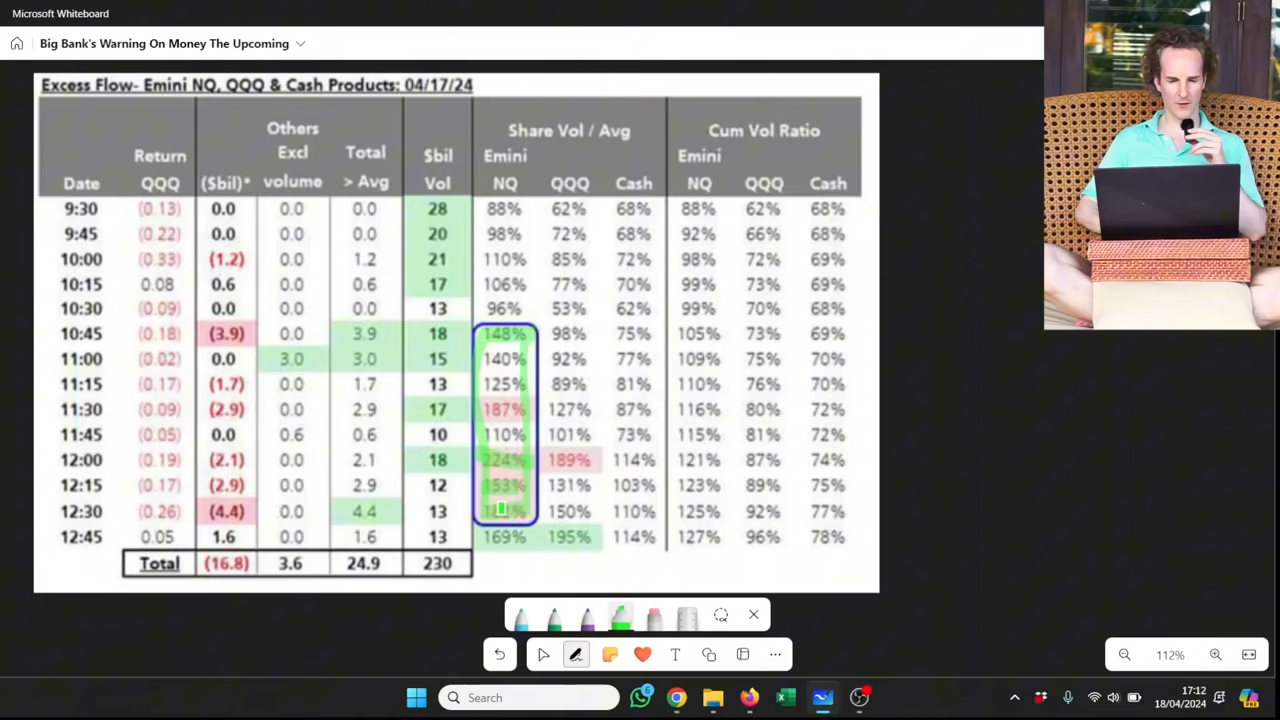 Microsoft Whiteboard
Big Bank's Warning On Money The Upcoming
Excess Flow- Emini NQ, QQQ & Cash Products: 04/17/24
Others Share Vol / Avg Cum Vol Ratio
Return Excl Total $bil Emini Emini
Date QQQ ($bil)* volume > Avg Vol NQ QQQ Cash NQ QQQ Cash
9:30 (0.13) 0.0 0.0 0.0 28 88% 62% 68% 88% 62% 68%
9:45 (0.22) 0.0 0.0 0.0 20 98% 72% 68% 92% 66% 68%
10:00 (0.33) (1.2) 0.0 1.2 21 110% 85% 72% 98% 72% 69%
10:15 0.08 0.6 0.0 0.6 17 106% 77% 70% 99% 73% 69%
10:30 (0.09) 0.0 0.0 0.0 13 96% 53% 62% 99% 70% 68%
10:45 (0.18) (3.9) 0.0 3.9 18 148% 98% 75% 105% 73% 69%
11:00 (0.02) 0.0 3.0 3.0 15 140% 92% 77% 109% 75% 70%
11:15 (0.17) (1.7) 0.0 1.7 13 125% 89% 81% 110% 76% 70%
11:30 (0.09) (2.9) 0.0 2.9 17 187% 127% 87% 116% 80% 72%
11:45 (0.05) 0.0 0.6 0.6 10 110% 101% 73% 115% 81% 72%
12:00 (0.19) (2.1) 0.0 2.1 18 224% 189% 114% 121% 87% 74%
12:15 (0.17) (2.9) 0.0 2.9 12 153% 131% 103% 123% 89% 75%
12:30 (0.26) (4.4) 0.0 4.4 13 150% 110% 125% 92% 77%
12:45 0.05 1.6 0.0 1.6 13 169% 195% 114% 127% 96% 78%
Total (16.8) 3.6 24.9 230
112%
Search
6
17:12
18/04/2024
PRE